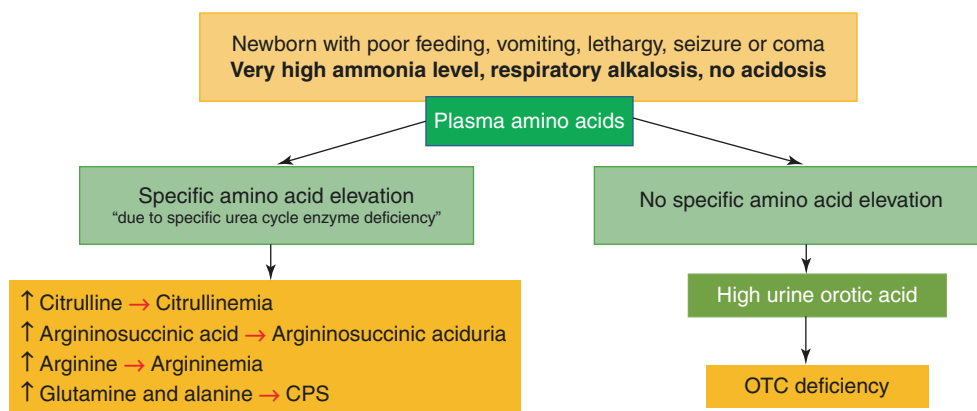 Newborn with poor feeding, vomiting, lethargy, seizure or coma
Very high ammonia level, respiratory alkalosis, no acidosis
Plasma amino acids
Specific amino acid elevation
"due to specific urea cycle enzyme deficiency"
↑ Citrulline → Citrullinemia
↑ Argininosuccinic acid → Argininosuccinic aciduria
↑ Arginine → Argininemia
↑ Glutamine and alanine → CPS
No specific amino acid elevation
High urine orotic acid
OTC deficiency